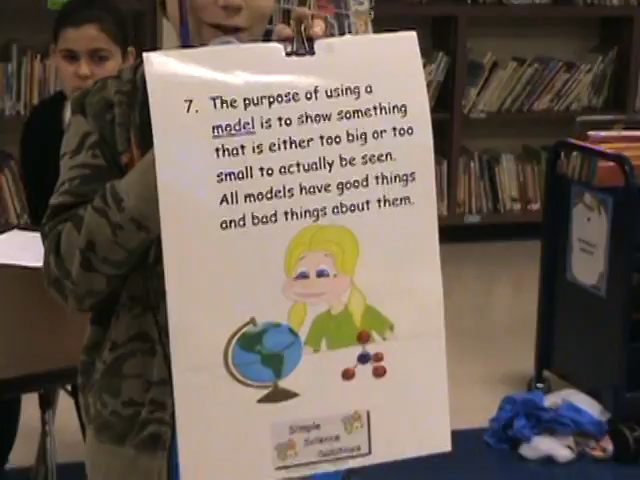 7. The purpose of using a
model is to show something
that is either too big or too
small to actually be seen.
All models have good things
and bad things about them.
Simple
Science